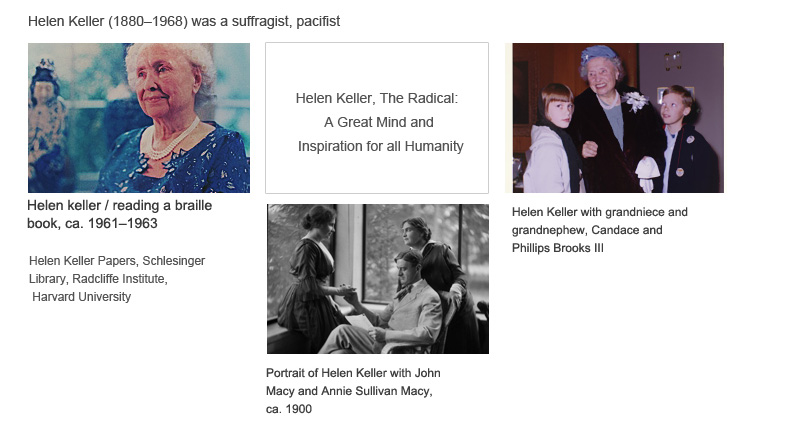 Helen Keller (1880–1968) was a suffragist, pacifist
Helen Keller, The Radical:
A Great Mind and
Inspiration for all Humanity
Helen keller / reading a braille
book, ca. 1961–1963
Helen Keller Papers, Schlesinger
Library, Radcliffe Institute,
Harvard University
Portrait of Helen Keller with John
Macy and Annie Sullivan Macy,
ca. 1900
Helen Keller with grandniece and
grandnephew, Candace and
Phillips Brooks III